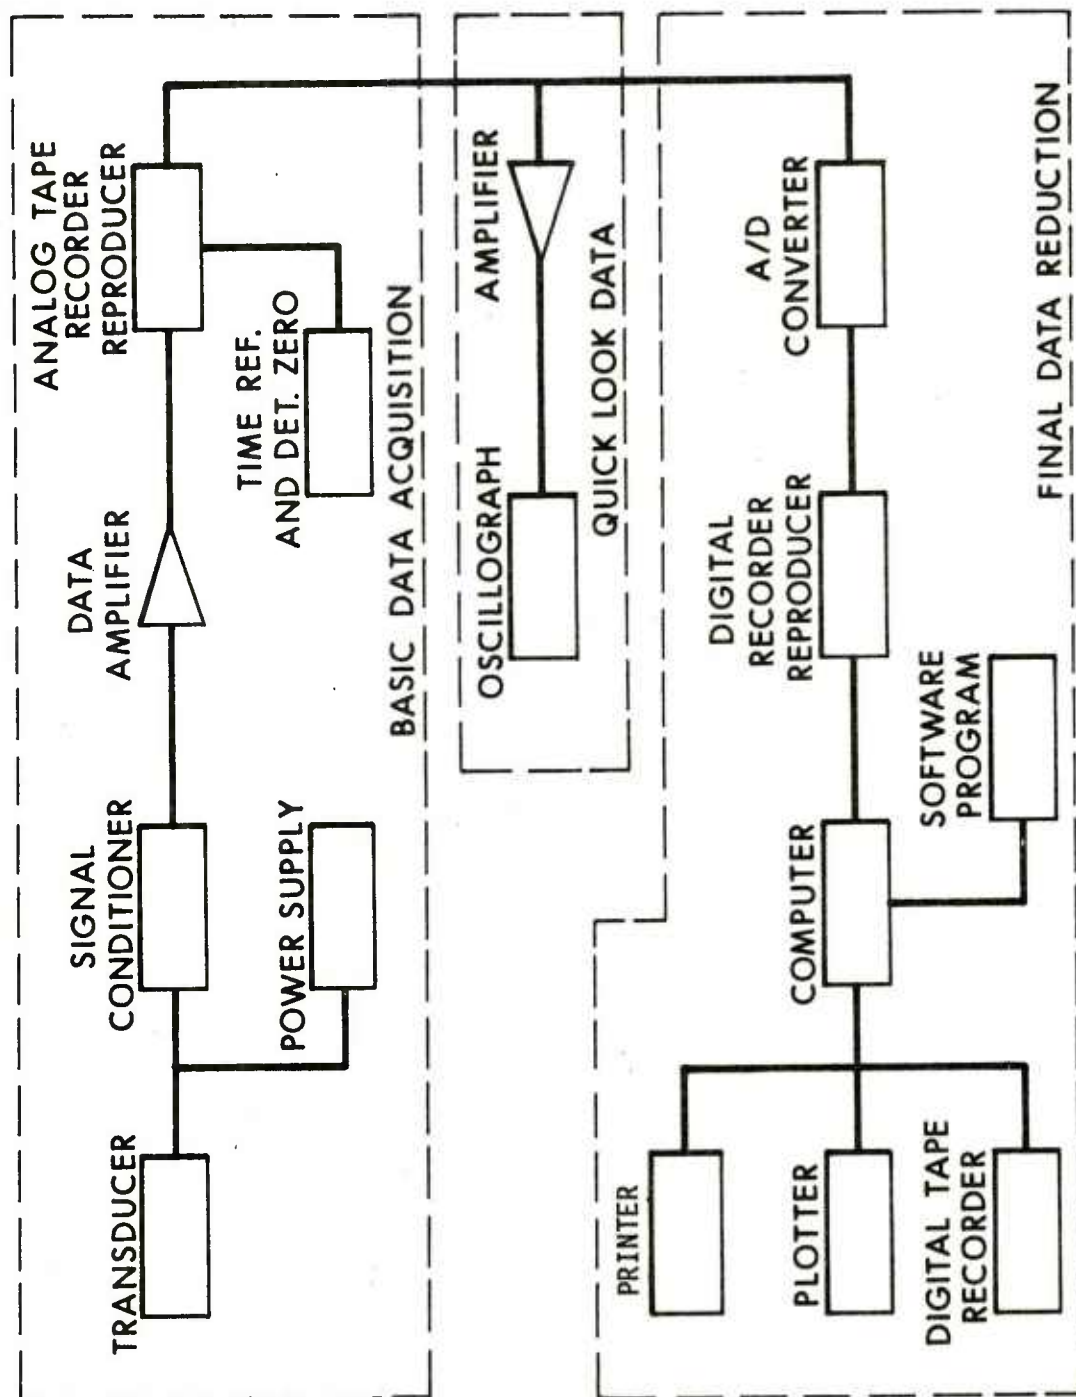 TRANSDUCER
SIGNAL
CONDITIONER
POWER SUPPLY
DATA
AMPLIFIER
ANALOG TAPE
RECORDER
REPRODUCER
TIME REF.
AND DET. ZERO
BASIC DATA ACQUISITION
OSCILLOGRAPH
AMPLIFIER
QUICK LOOK DATA
PRINTER
PLOTTER
DIGITAL TAPE
RECORDER
COMPUTER
SOFTWARE
PROGRAM
DIGITAL
RECORDER
REPRODUCER
A/D
CONVERTER
FINAL DATA REDUCTION